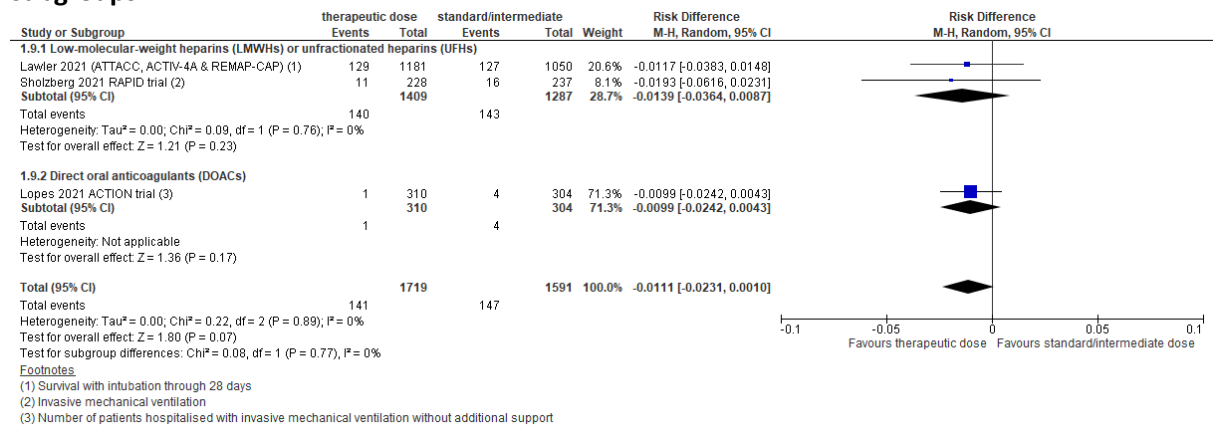 therapeutic dose standard/intermediate Risk Difference Risk Difference
Study or Subgroup Events Total Events Total Weight M-H, Random, 95% CI M-H, Random, 95% CI
1.9.1 Low-molecular-weight heparins (LMWHs) or unfractionated heparins (UFHs)
Lawler 2021 (ATTACC, ACTIV-4A & REMAP-CAP) (1) 129 1181 127 1050 20.6% -0.0117 [-0.0383, 0.0148]
Sholzberg 2021 RAPID trial (2) 11 228 16 237 8.1% -0.0193 [-0.0616, 0.0231]
Subtotal (95% CI) 1409 1287 28.7% -0.0139 [-0.0364, 0.0087]
Total events 140 143
Heterogeneity: Tau² = 0.00; Chi² = 0.09, df = 1 (P = 0.76); I² = 0%
Test for overall effect: Z = 1.21 (P = 0.23)
1.9.2 Direct oral anticoagulants (DOACs)
Lopes 2021 ACTION trial (3) 1 310 4 304 71.3% -0.0099 [-0.0242, 0.0043]
Subtotal (95% CI) 310 304 71.3% -0.0099 [-0.0242, 0.0043]
Total events 1 4
Heterogeneity: Not applicable
Test for overall effect: Z = 1.36 (P = 0.17)
Total (95% CI) 1719 1591 100.0% -0.0111 [-0.0231, 0.0010]
Total events 141 147
Heterogeneity: Tau² = 0.00; Chi² = 0.22, df = 2 (P = 0.89); I² = 0%
Test for overall effect: Z = 1.80 (P = 0.07)
Test for subgroup differences: Chi² = 0.08, df = 1 (P = 0.77), I² = 0%
-0.1 -0.05 0 0.05 0.1
Favours therapeutic dose Favours standard/intermediate dose
Footnotes
(1) Survival with intubation through 28 days
(2) Invasive mechanical ventilation
(3) Number of patients hospitalised with invasive mechanical ventilation without additional support